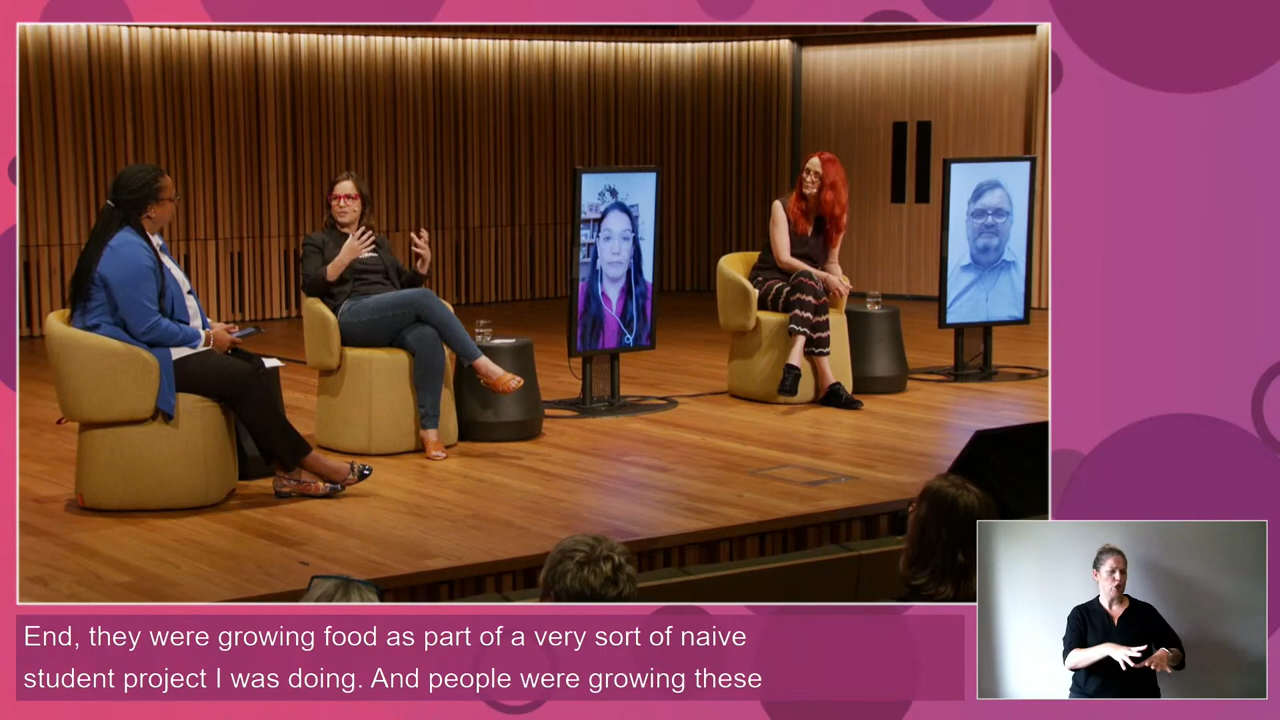 End, they were growing food as part of a very sort of naive
student project I was doing. And people were growing these